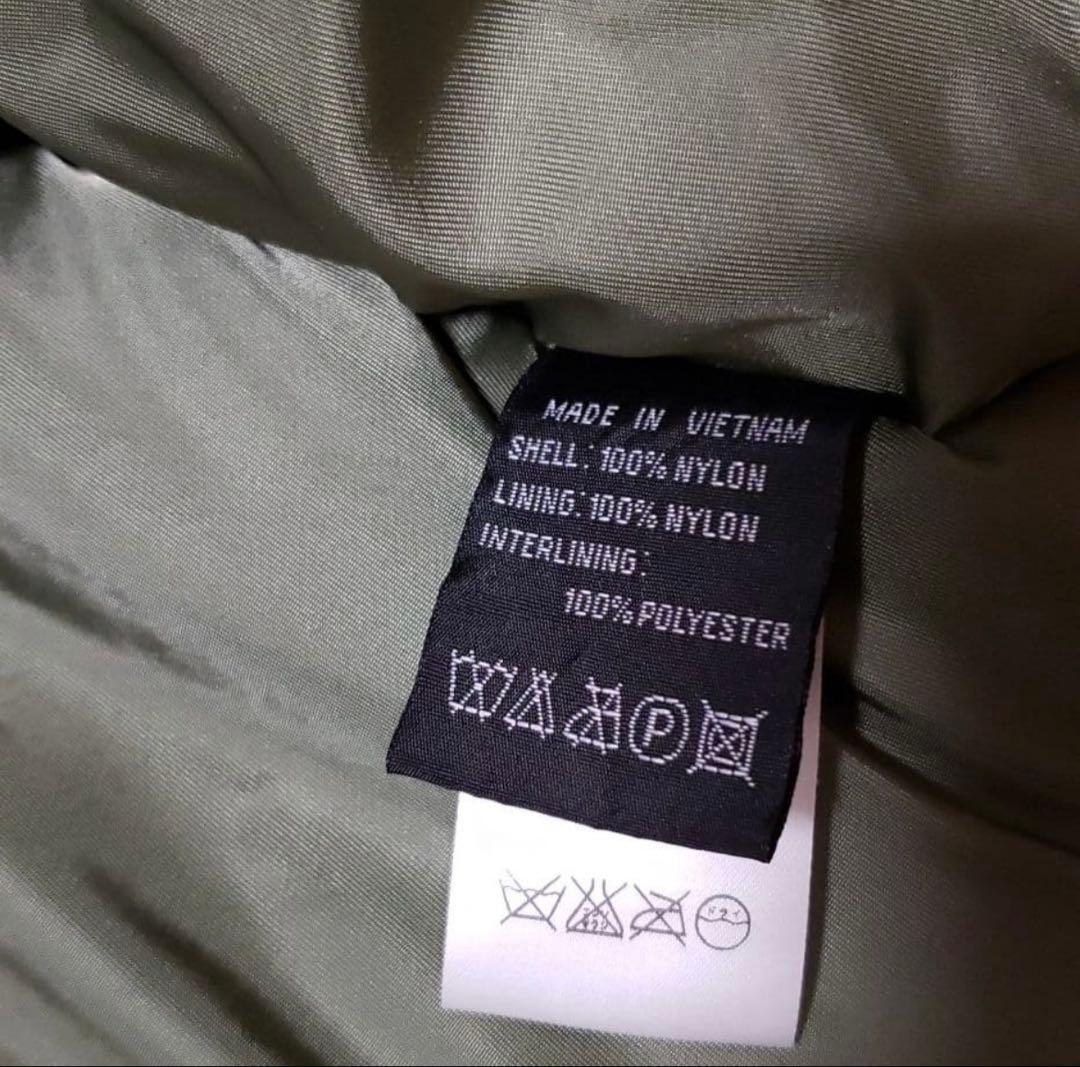 MADE IN VIETNAM
SHELL: 100% NYLON
LINING: 100% NYLON
INTERLINING:
100% POLYESTER
P